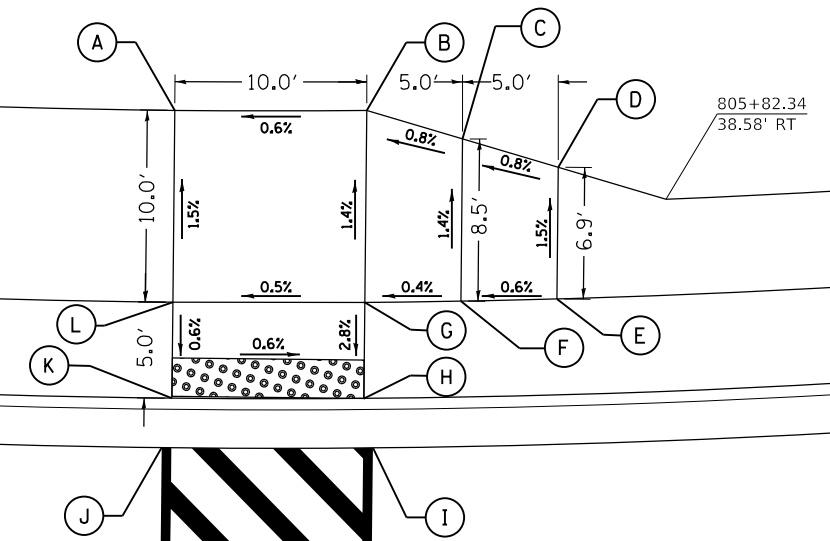 A
B
C
D
10.0'
5.0'
5.0'
805+82.34
38.58' RT
0.6%
0.8%
0.8%
10.0'
1.5%
1.4%
1.4%
8.5'
1.5%
6.9'
0.5%
0.4%
0.6%
L
G
F
E
5.0'
0.6%
0.6%
2.8%
K
H
J
I